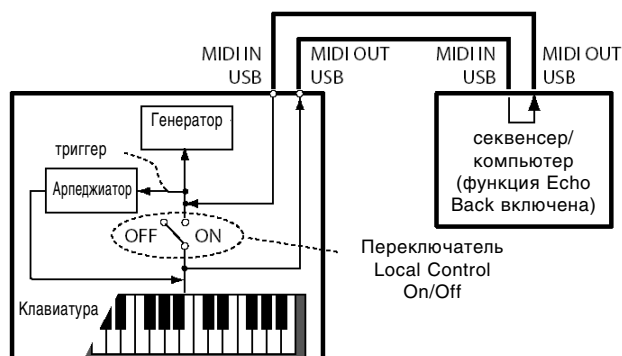 MIDI IN
USB
MIDI OUT
USB
MIDI IN
USB
MIDI OUT
USB
Генератор
триггер
Арпеджиатор
OFF
ON
секвенсер/
компьютер
(функция Echo
Back включена)
Переключатель
Local Control
On/Off
Клавиатура